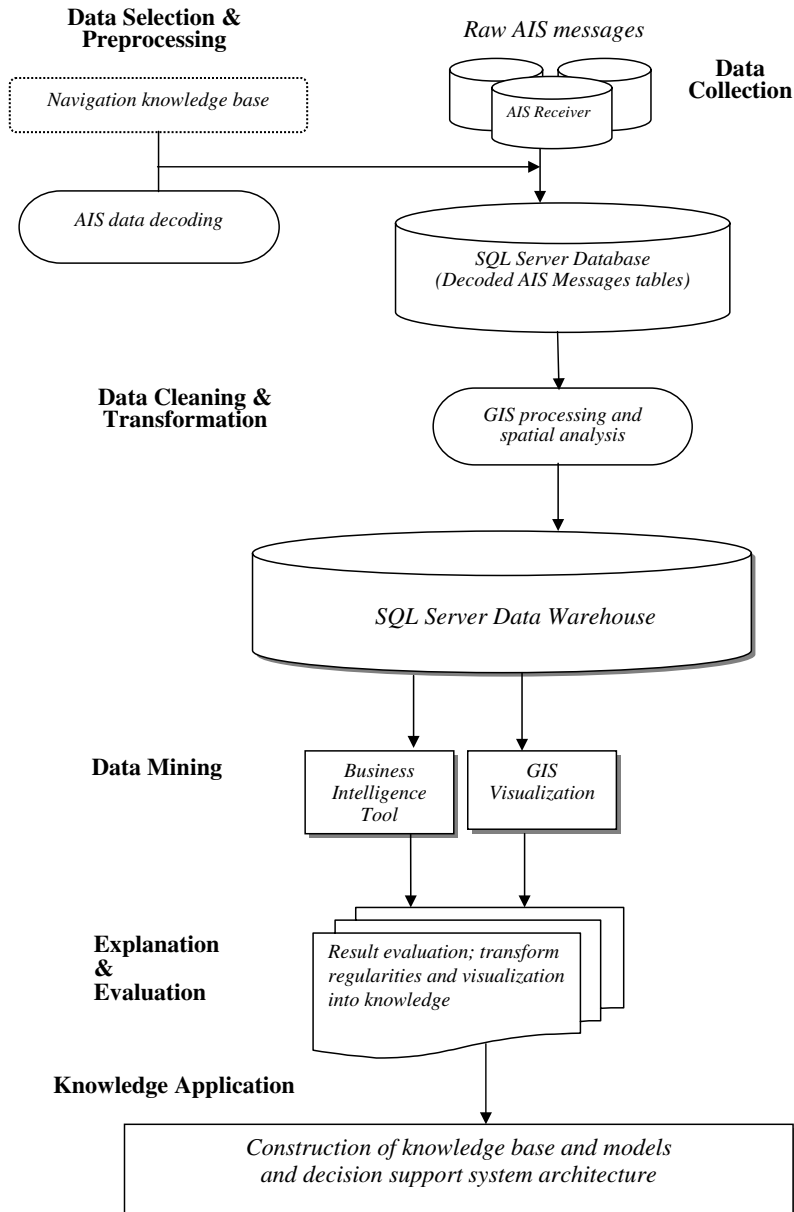 Data Selection &
Preprocessing
Raw AIS messages
Data
Collection
Navigation knowledge base
AIS Receiver
AIS data decoding
SQL Server Database
(Decoded AIS Messages tables)
Data Cleaning &
Transformation
GIS processing and
spatial analysis
SQL Server Data Warehouse
Data Mining
Business
Intelligence
Tool
GIS
Visualization
Explanation
&
Evaluation
Result evaluation; transform
regularities and visualization
into knowledge
Knowledge Application
Construction of knowledge base and models
and decision support system architecture